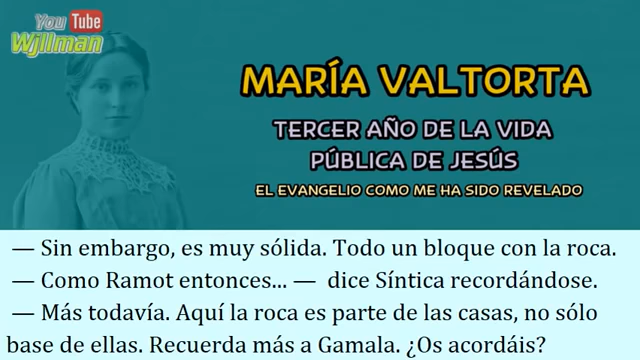 You Tube
Wjllman
MARÍA VALTORTA
TERCER AÑO DE LA VIDA
PÚBLICA DE JESÚS
EL EVANGELIO COMO ME HA SIDO REVELADO
— Sin embargo, es muy sólida. Todo un bloque con la roca.
— Como Ramot entonces... — dice Síntica recordándose.
— Más todavía. Aquí la roca es parte de las casas, no sólo
base de ellas. Recuerda más a Gamala. ¿Os acordáis?